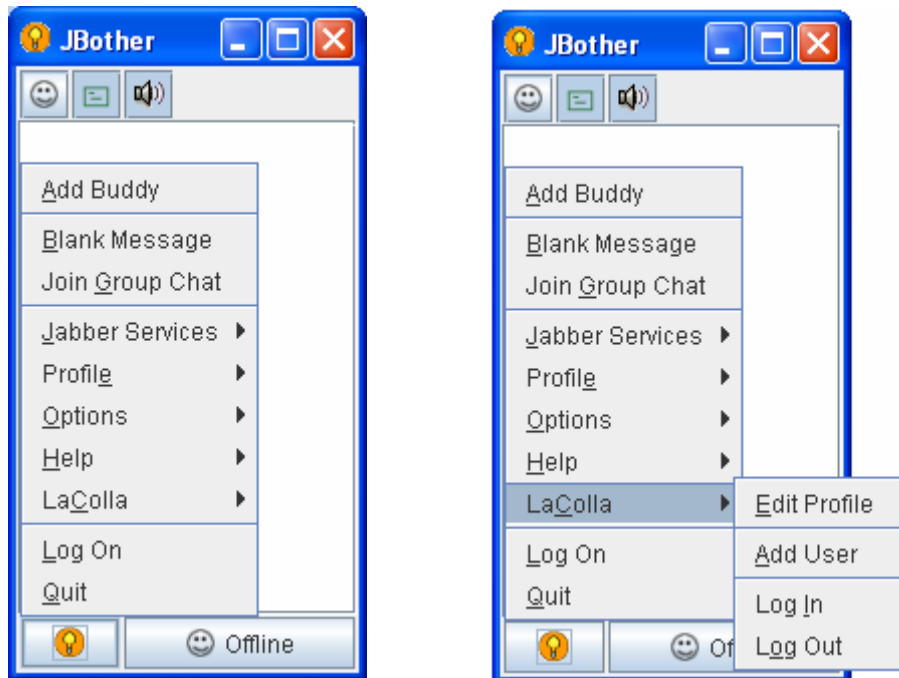 JBother
Add Buddy
Blank Message
Join Group Chat
Jabber Services
Profile
Options
Help
LaColla
Log On
Quit
Offline
JBother
Add Buddy
Blank Message
Join Group Chat
Jabber Services
Profile
Options
Help
LaColla
Edit Profile
Add User
Log In
Log Out
Log On
Quit
Of